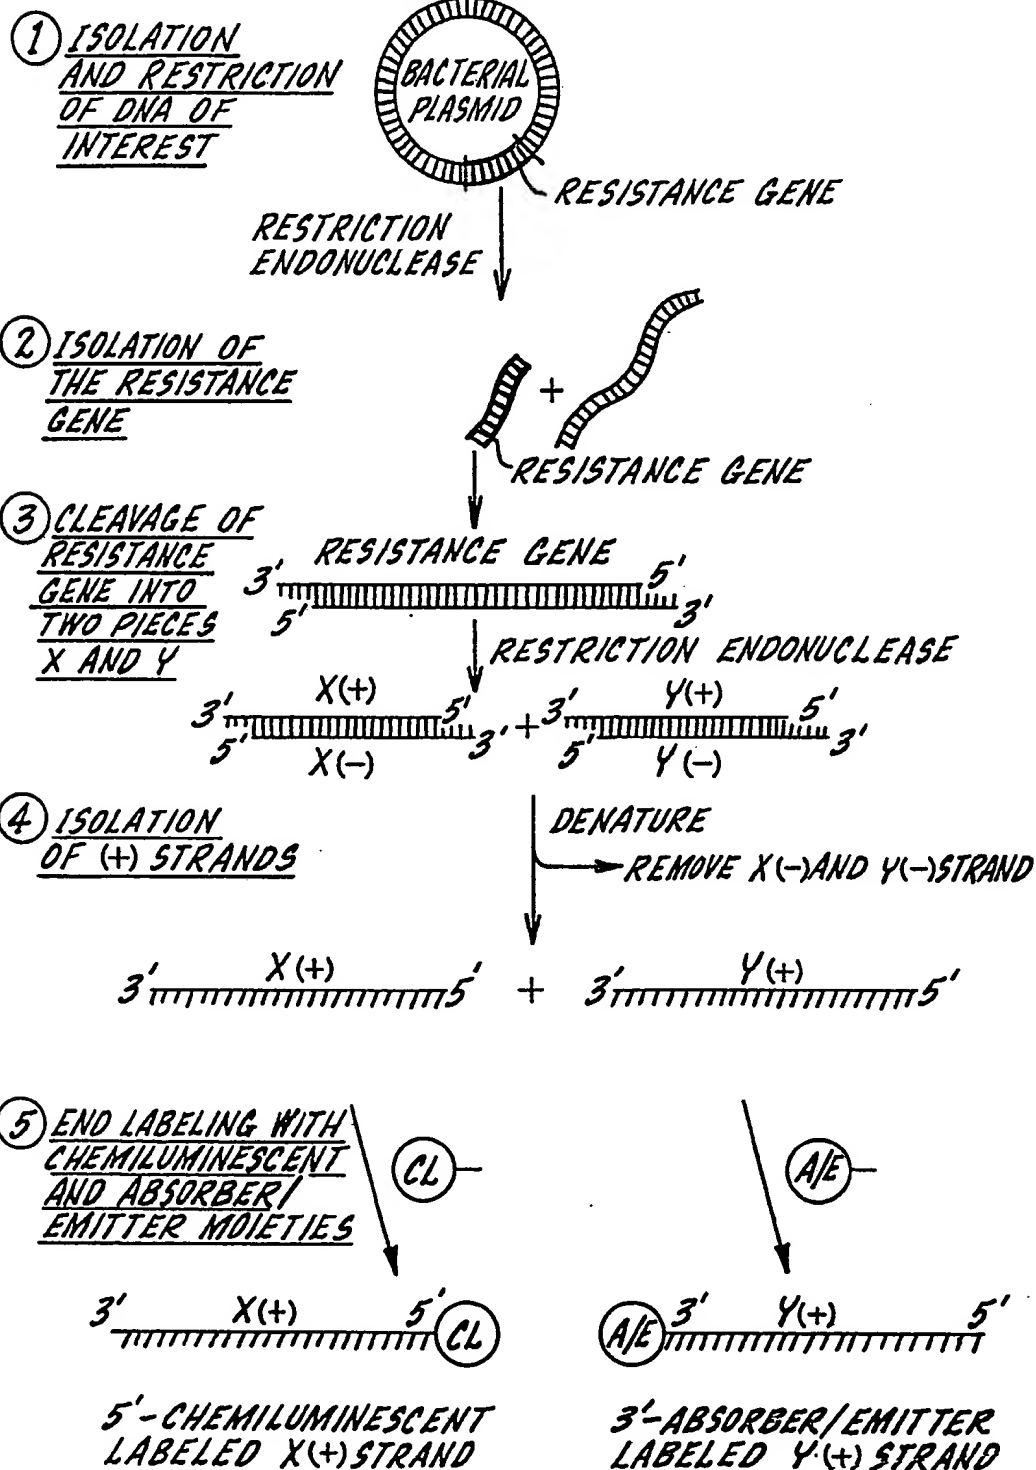 1 ISOLATION
AND RESTRICTION
OF DNA OF
INTEREST
BACTERIAL
PLASMID
RESISTANCE GENE
RESTRICTION
ENDONUCLEASE
2 ISOLATION OF
THE RESISTANCE
GENE
+
RESISTANCE GENE
3 CLEAVAGE OF
RESISTANCE
GENE INTO
TWO PIECES
X AND Y
RESISTANCE GENE
3' 5'
5' 3'
RESTRICTION ENDONUCLEASE
X(+) Y(+)
3' 5' + 3' 5'
5' 3' 5' 3'
X(-) Y(-)
4 ISOLATION
OF (+) STRANDS
DENATURE
REMOVE X(-) AND Y(-) STRAND
X(+) Y(+)
3' 5' + 3' 5'
5 END LABELING WITH
CHEMILUMINESCENT
AND ABSORBER/
EMITTER MOIETIES
CL A/E
3' X(+) 5' CL
A/E 3' Y(+) 5'
5'-CHEMILUMINESCENT
LABELED X(+) STRAND
3'-ABSORBER/EMITTER
LABELED Y(+) STRAND